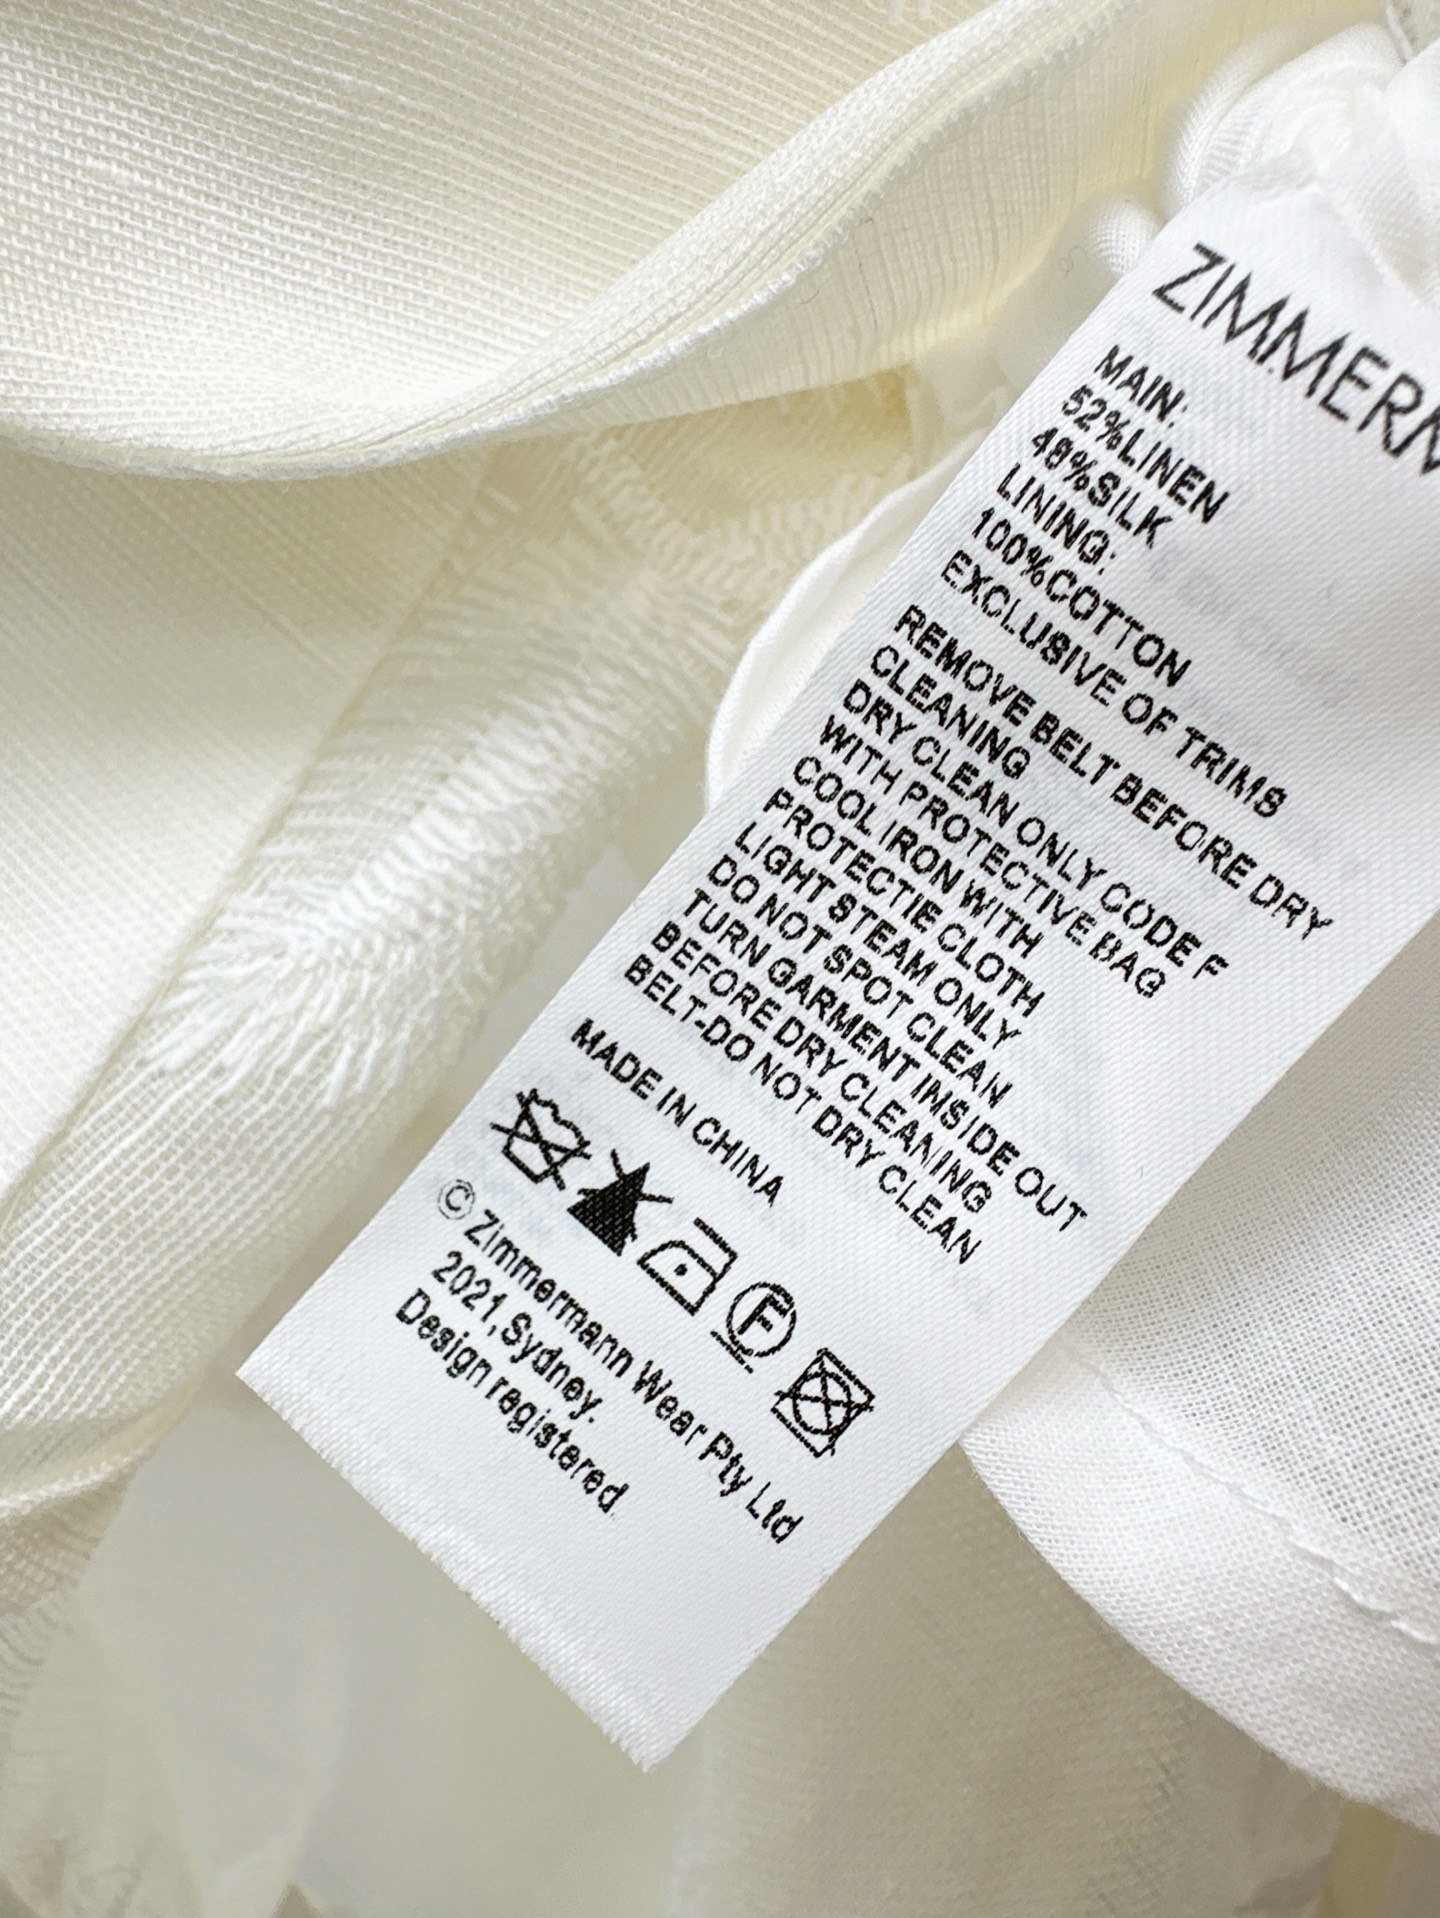 ZIMMERM
MAIN:
52%LINEN
48%SILK
LINING:
100%COTTON
EXCLUSIVE OF TRIMS
REMOVE BELT BEFORE DRY
CLEANING
DRY CLEAN ONLY CODE F
WITH PROTECTIVE BAG
COOL IRON WITH
PROTECTIE CLOTH
LIGHT STEAM ONLY
DO NOT SPOT CLEAN
TURN GARMENT INSIDE OUT
BEFORE DRY CLEANING
BELT-DO NOT DRY CLEAN
MADE IN CHINA
F
© Zimmermann Wear Pty Ltd
2021, Sydney.
Design registered.